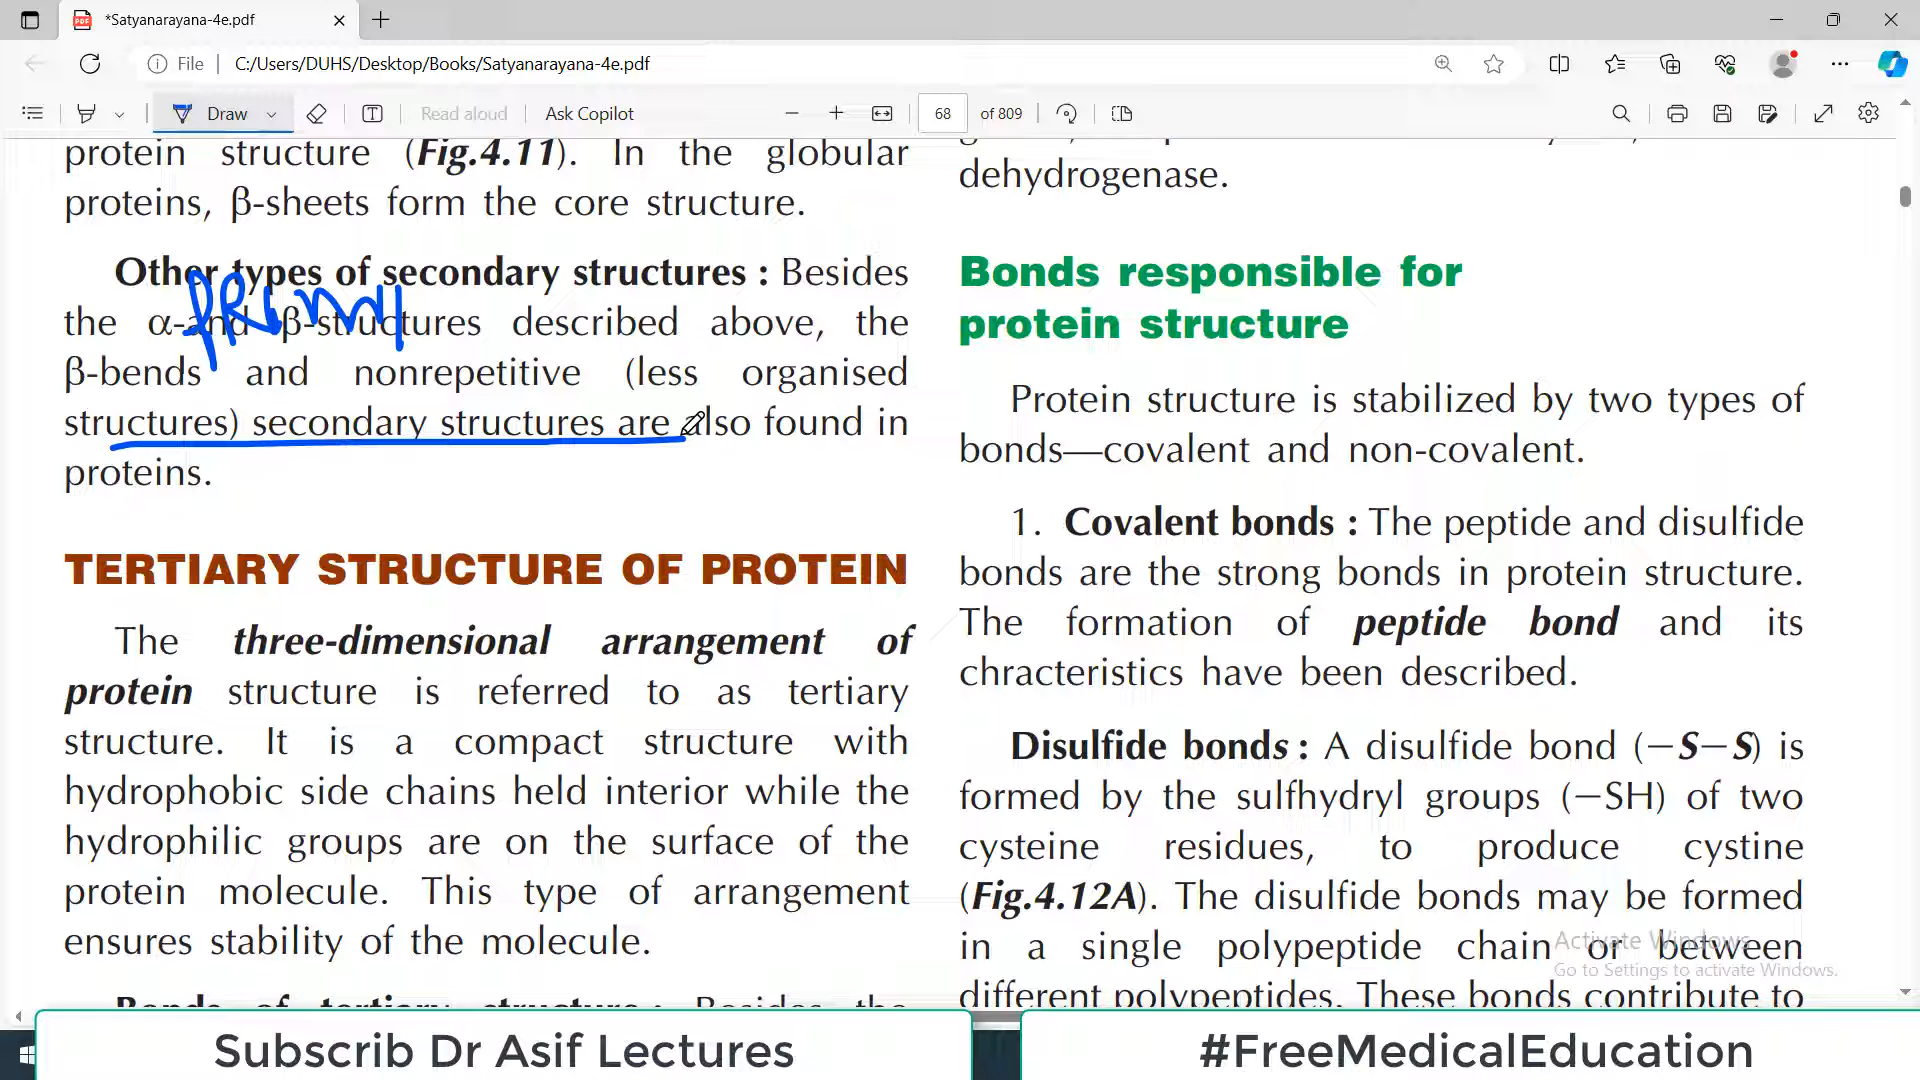 *Satyanarayana-4e.pdf
File
C:/Users/DUHS/Desktop/Books/Satyanarayana-4e.pdf
Draw
Read aloud
Ask Copilot
68
of 809
protein structure (Fig.4.11). In the globular
proteins, β-sheets form the core structure.
Other types of secondary structures : Besides
the α-and β-structures described above, the
β-bends and nonrepetitive (less organised
structures) secondary structures are also found in
proteins.
TERTIARY STRUCTURE OF PROTEIN
The three-dimensional arrangement of
protein structure is referred to as tertiary
structure. It is a compact structure with
hydrophobic side chains held interior while the
hydrophilic groups are on the surface of the
protein molecule. This type of arrangement
ensures stability of the molecule.
Bonds of tertiary structure : Besides the
dehydrogenase.
Bonds responsible for
protein structure
Protein structure is stabilized by two types of
bonds—covalent and non-covalent.
1. Covalent bonds : The peptide and disulfide
bonds are the strong bonds in protein structure.
The formation of peptide bond and its
chracteristics have been described.
Disulfide bonds : A disulfide bond (−S−S) is
formed by the sulfhydryl groups (−SH) of two
cysteine residues, to produce cystine
(Fig.4.12A). The disulfide bonds may be formed
in a single polypeptide chain or between
different polypeptides. These bonds contribute to
Activate Windows
Go to Settings to activate Windows.
Subscrib Dr Asif Lectures
#FreeMedicalEducation